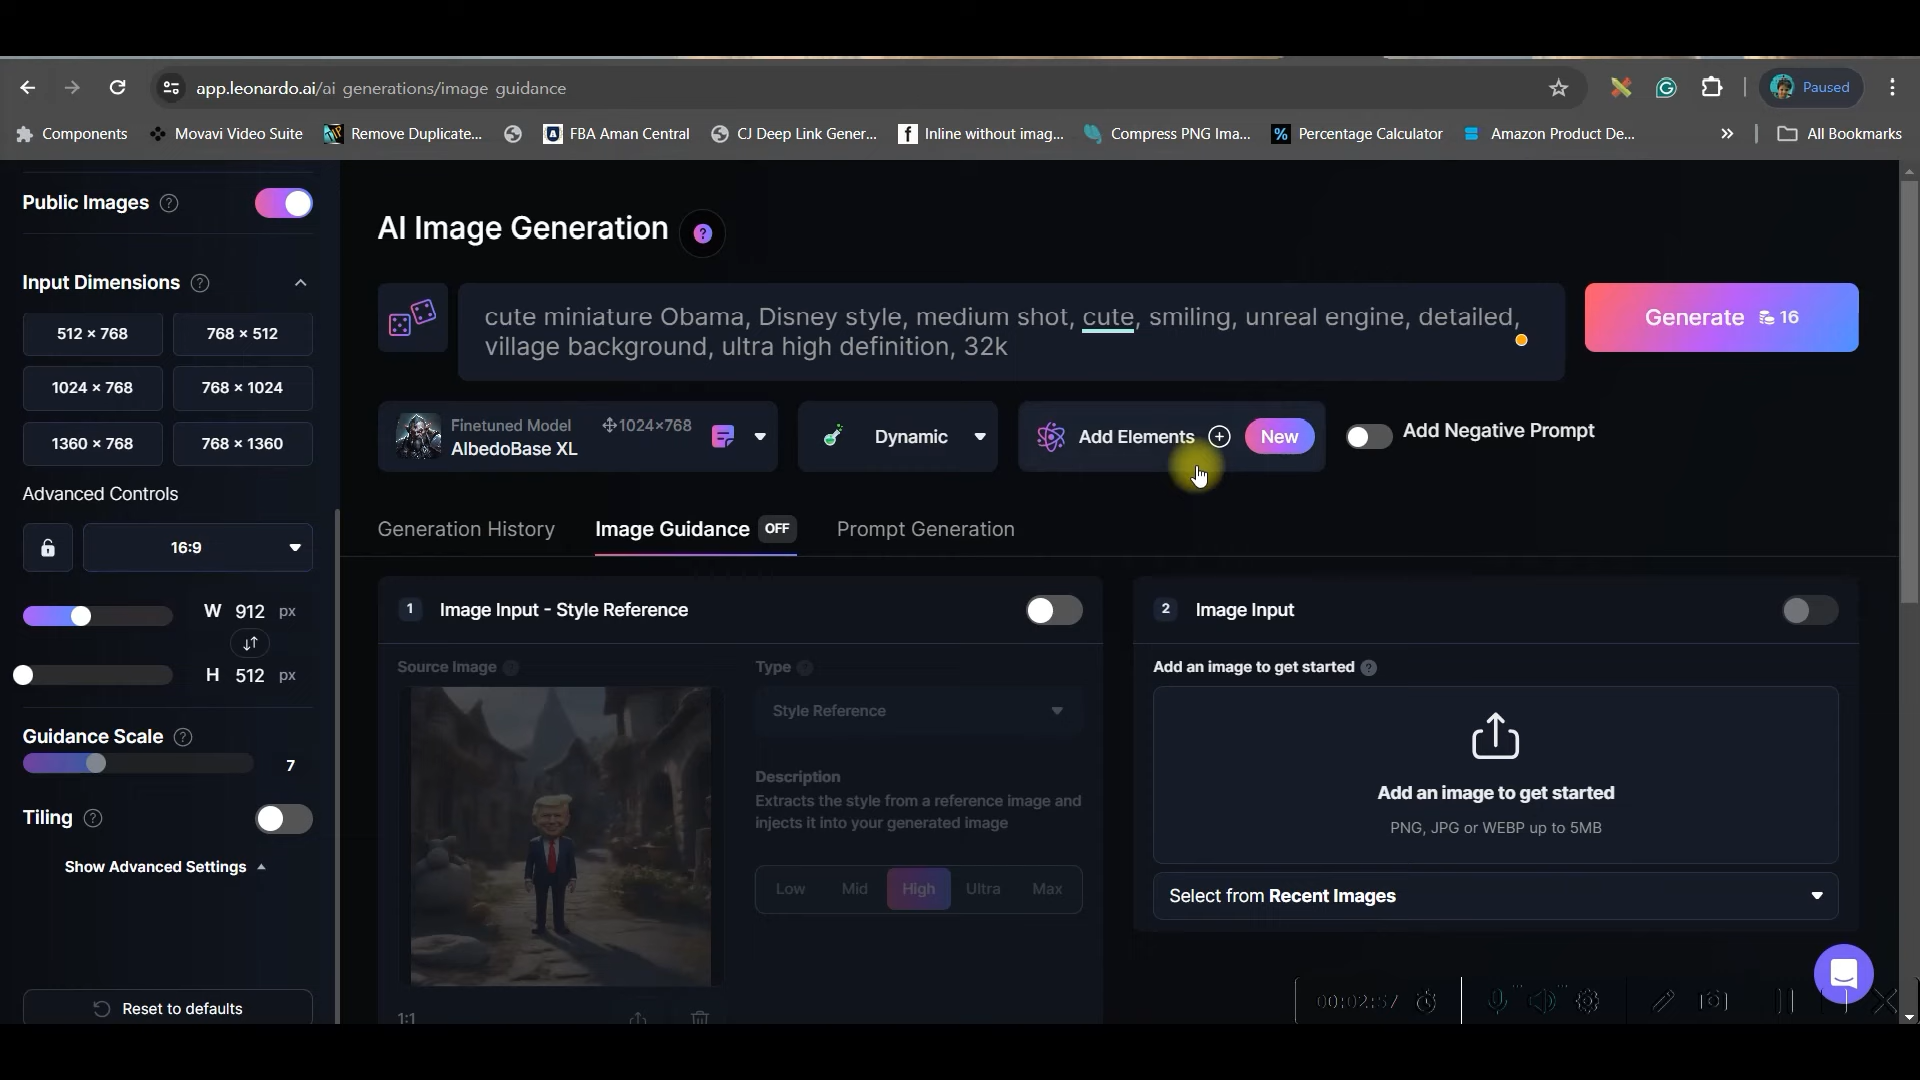 app.leonardo.ai/ai generations/image guidance
Paused
Components
Movavi Video Suite
Remove Duplicate...
FBA Aman Central
CJ Deep Link Gener...
Inline without imag...
Compress PNG Ima...
Percentage Calculator
Amazon Product De...
All Bookmarks
Public Images
Input Dimensions
512 × 768
768 × 512
1024 × 768
768 × 1024
1360 × 768
768 × 1360
Advanced Controls
16:9
W 912 px
H 512 px
Guidance Scale
7
Tiling
Show Advanced Settings
Reset to defaults
AI Image Generation
cute miniature Obama, Disney style, medium shot, cute, smiling, unreal engine, detailed,
village background, ultra high definition, 32k
Generate 16
Finetuned Model
1024×768
AlbedoBase XL
Dynamic
Add Elements
New
Add Negative Prompt
Generation History
Image Guidance OFF
Prompt Generation
1 Image Input - Style Reference
Source Image
Type
Style Reference
Description
Extracts the style from a reference image and
injects it into your generated image
Low Mid High Ultra Max
1:1
2 Image Input
Add an image to get started
Add an image to get started
PNG, JPG or WEBP up to 5MB
Select from Recent Images
00:02:57